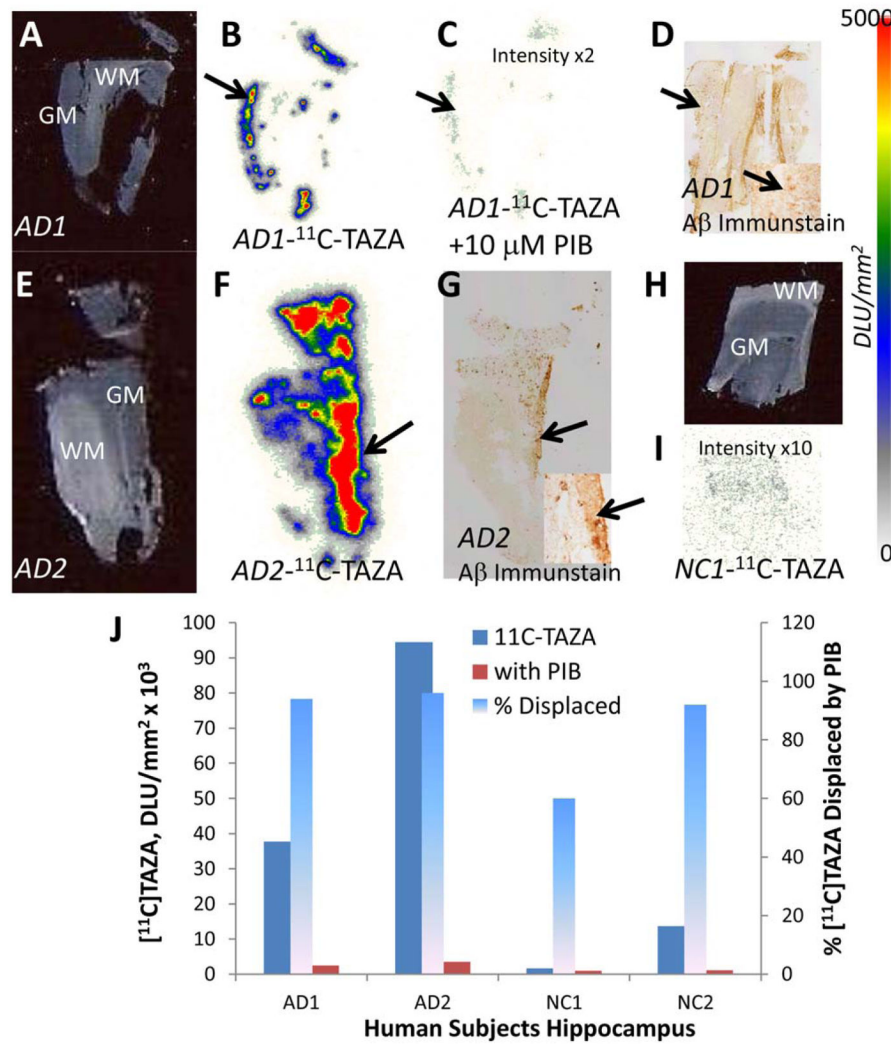 A
WM
GM
AD1
B
AD1-¹¹C-TAZA
C
Intensity x2
AD1-¹¹C-TAZA
+10 µM PIB
D
AD1
Aβ Immunstain
5000
DLU/mm²
0
E
GM
WM
AD2
F
AD2-¹¹C-TAZA
G
AD2
Aβ Immunstain
H
WM
GM
I
Intensity x10
NC1-¹¹C-TAZA
J
11C-TAZA
with PIB
% Displaced
[¹¹C]TAZA, DLU/mm² x 10³
100
90
80
70
60
50
40
30
20
10
0
120
100
80
60
40
20
0
% [¹¹C]TAZA Displaced by PIB
AD1 AD2 NC1 NC2
Human Subjects Hippocampus